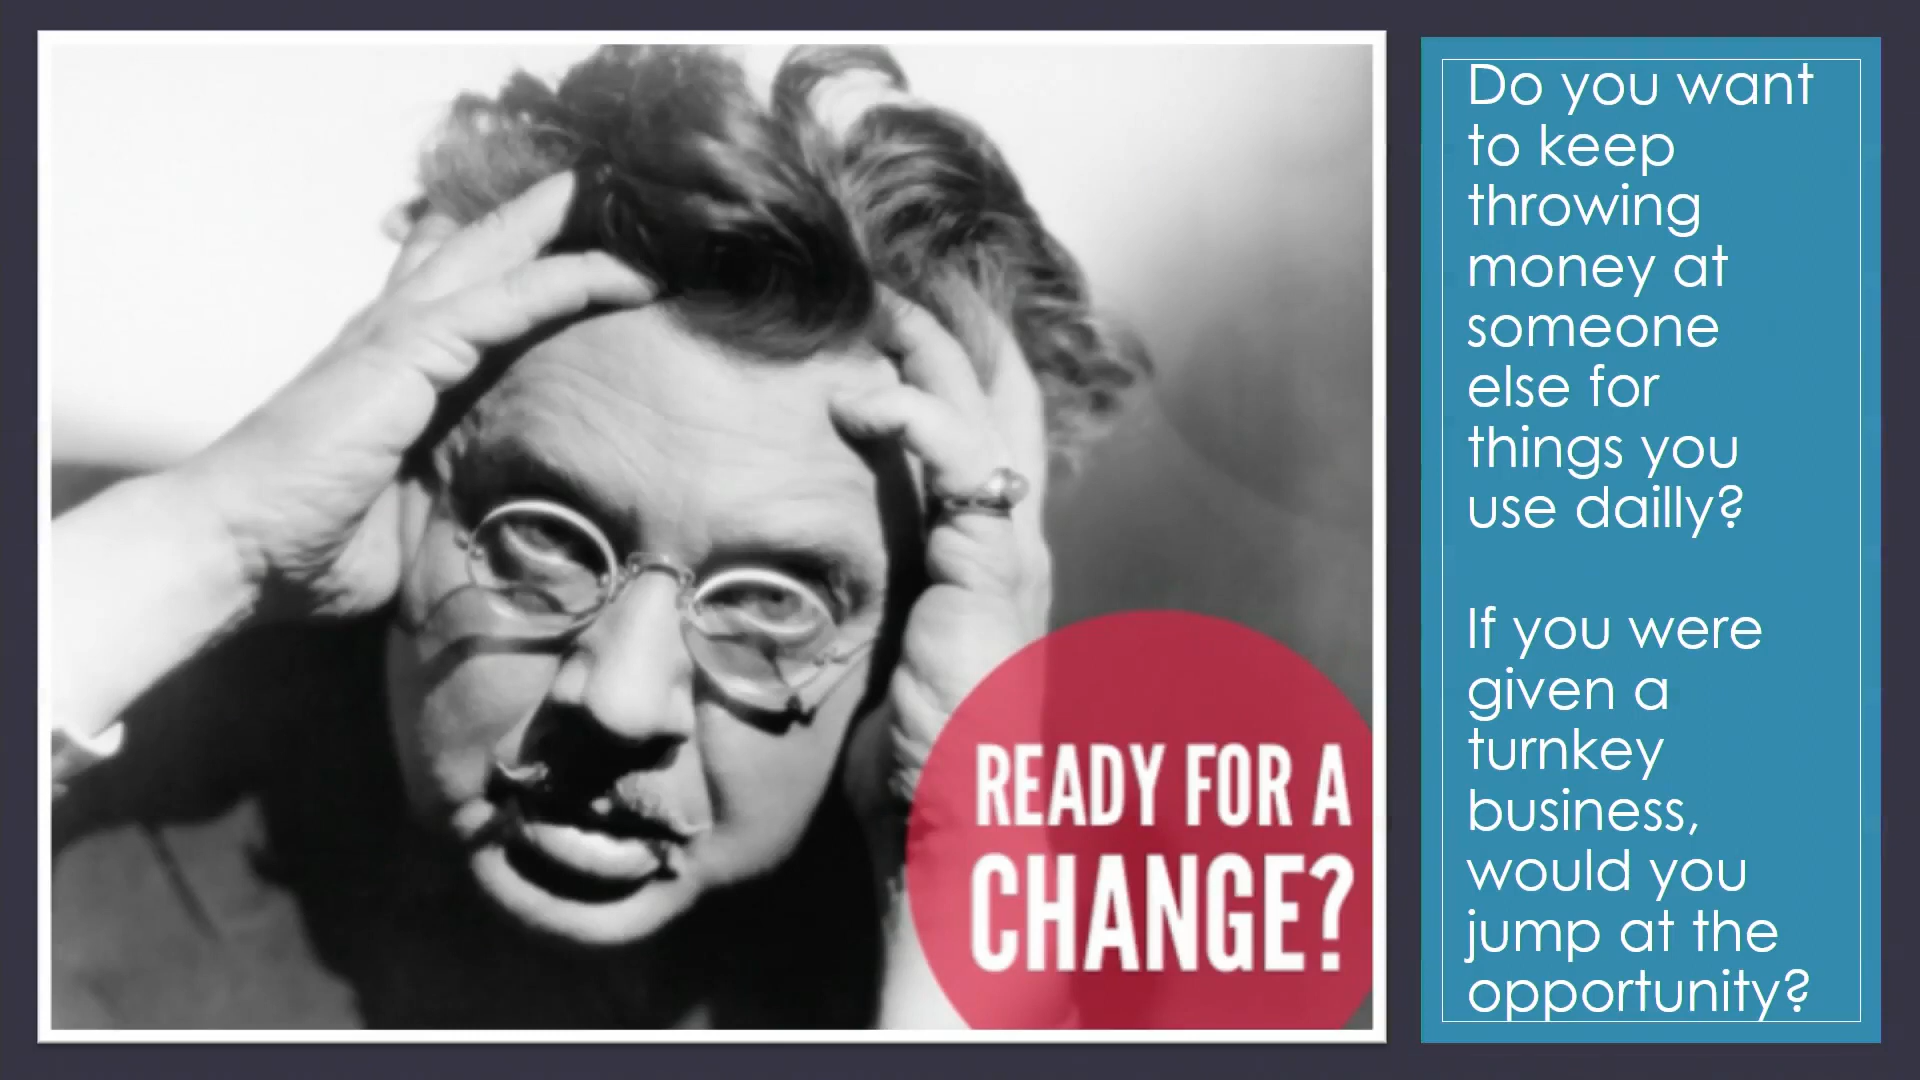 READY FOR A
CHANGE?
Do you want
to keep
throwing
money at
someone
else for
things you
use dailly?
If you were
given a
turnkey
business,
would you
jump at the
opportunity?